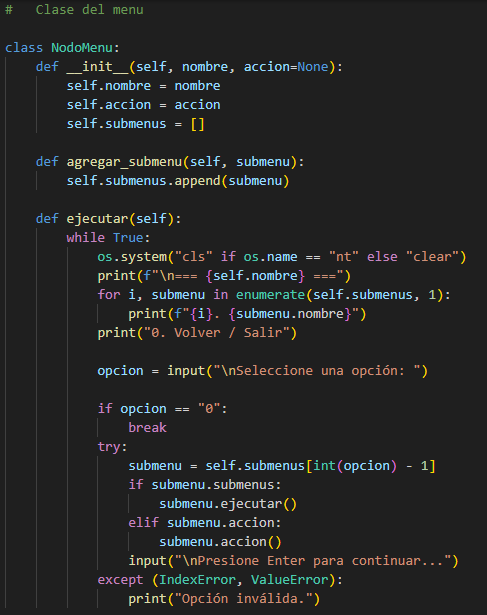 #   Clase del menu
class NodoMenu:
    def __init__(self, nombre, accion=None):
        self.nombre = nombre
        self.accion = accion
        self.submenus = []
    def agregar_submenu(self, submenu):
        self.submenus.append(submenu)
    def ejecutar(self):
        while True:
            os.system("cls" if os.name == "nt" else "clear")
            print(f"\n=== {self.nombre} ===")
            for i, submenu in enumerate(self.submenus, 1):
                print(f"{i}. {submenu.nombre}")
            print("0. Volver / Salir")
            opcion = input("\nSeleccione una opción: ")
            if opcion == "0":
                break
            try:
                submenu = self.submenus[int(opcion) - 1]
                if submenu.submenus:
                    submenu.ejecutar()
                elif submenu.accion:
                    submenu.accion()
                input("\nPresione Enter para continuar...")
            except (IndexError, ValueError):
                print("Opción inválida.")